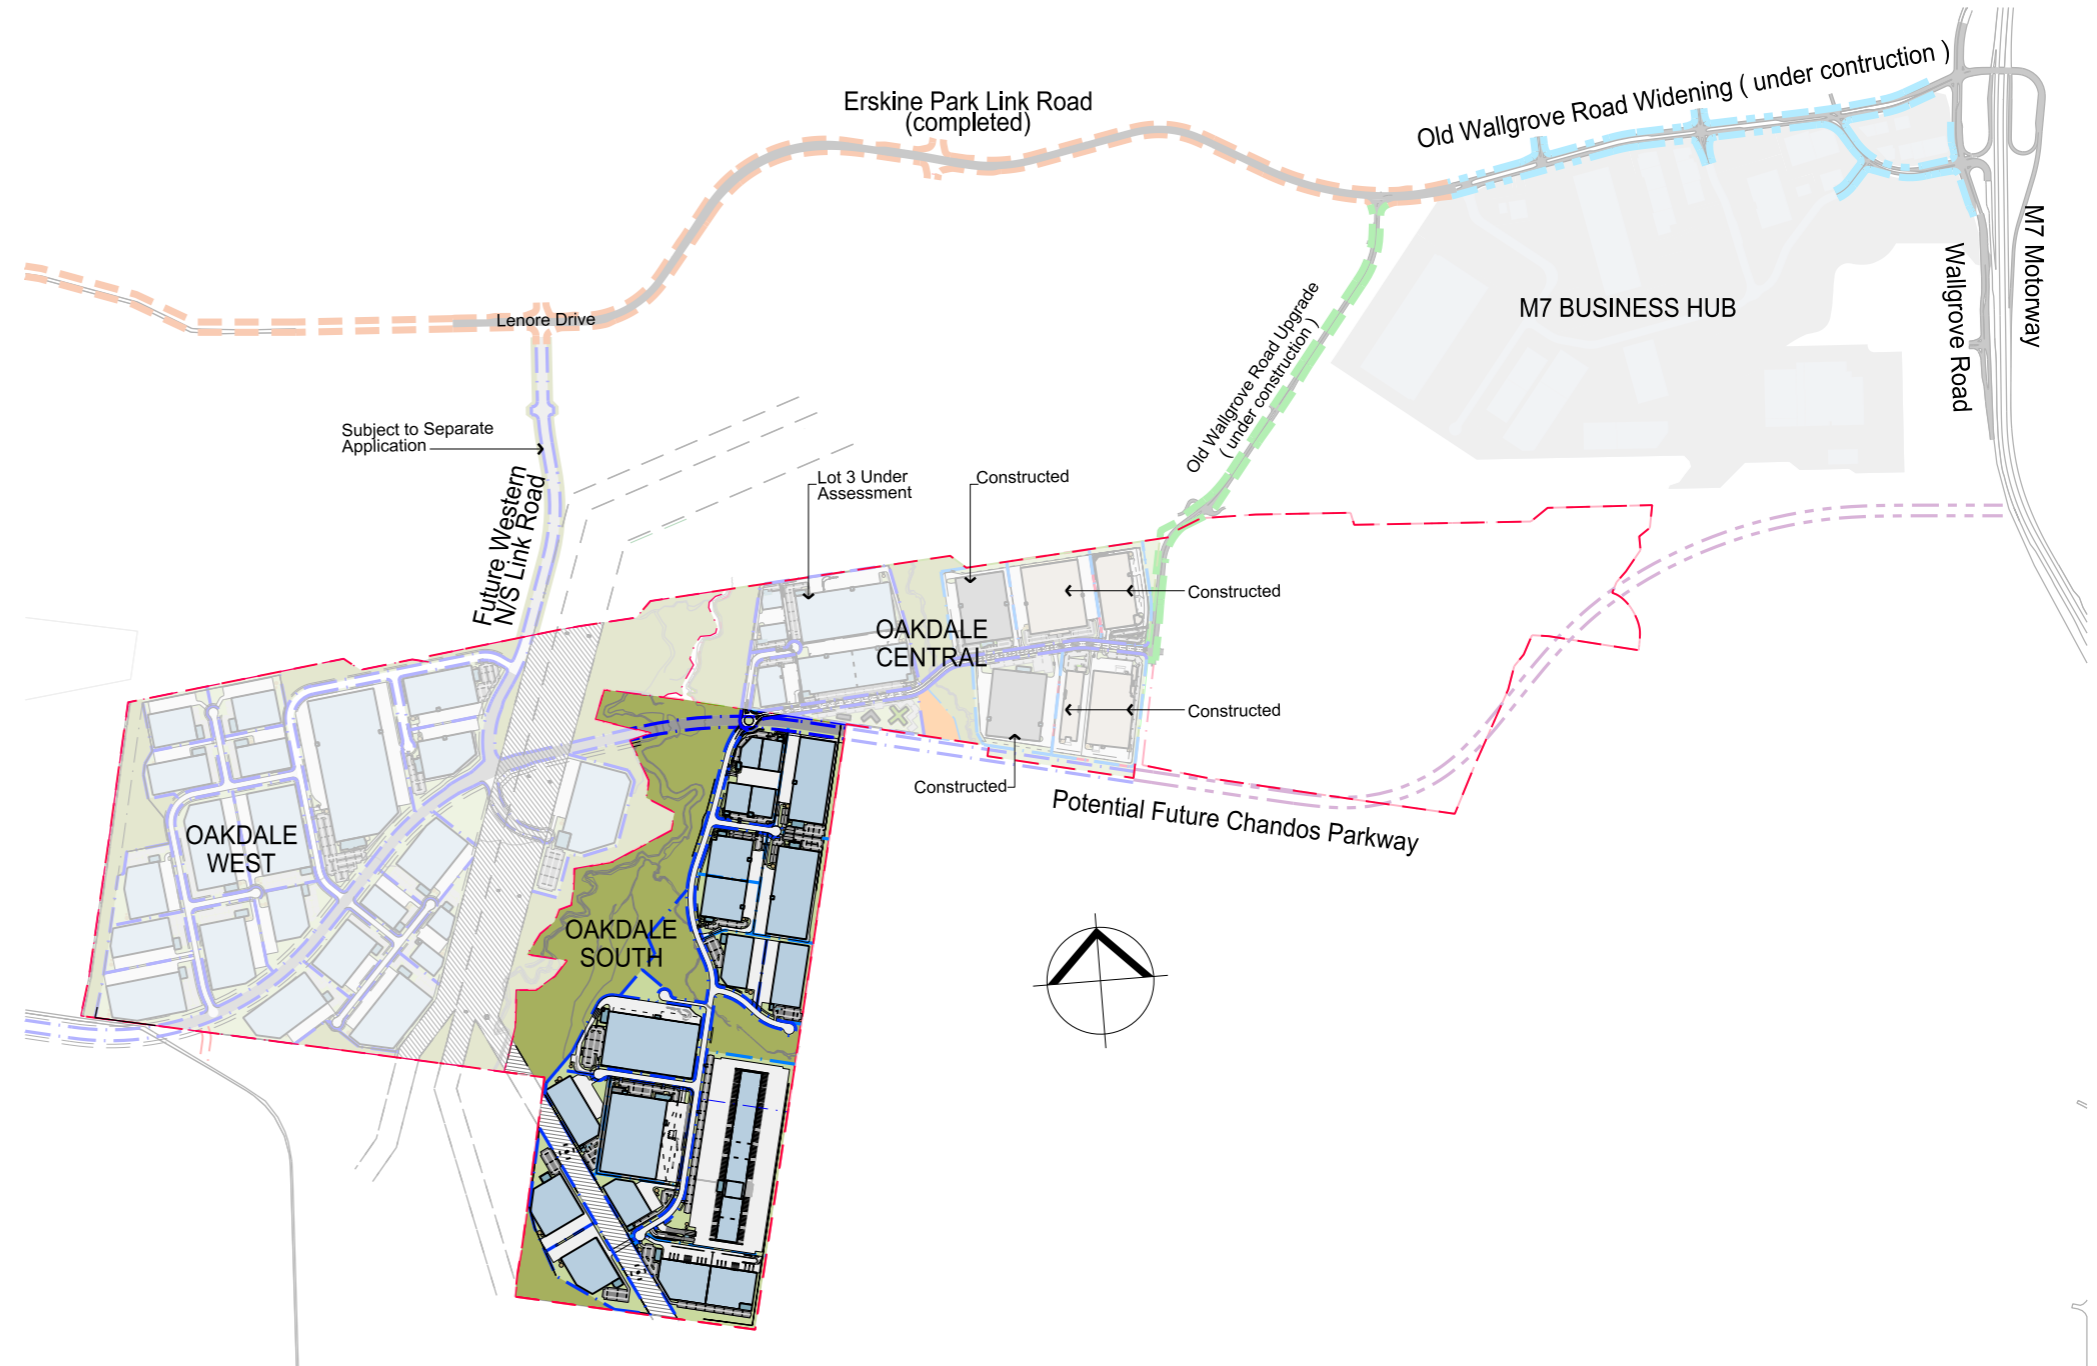 Old Wallgrove Road Widening ( under contruction )
Erskine Park Link Road
(completed)
M7 Motorway
Wallgrove Road
M7 BUSINESS HUB
Lenore Drive
Old Wallgrove Road Upgrade
( under construction )
Subject to Separate
Application
Future Western
N/S Link Road
Lot 3 Under
Assessment
Constructed
Constructed
OAKDALE
CENTRAL
Constructed
Constructed
Potential Future Chandos Parkway
OAKDALE
WEST
OAKDALE
SOUTH